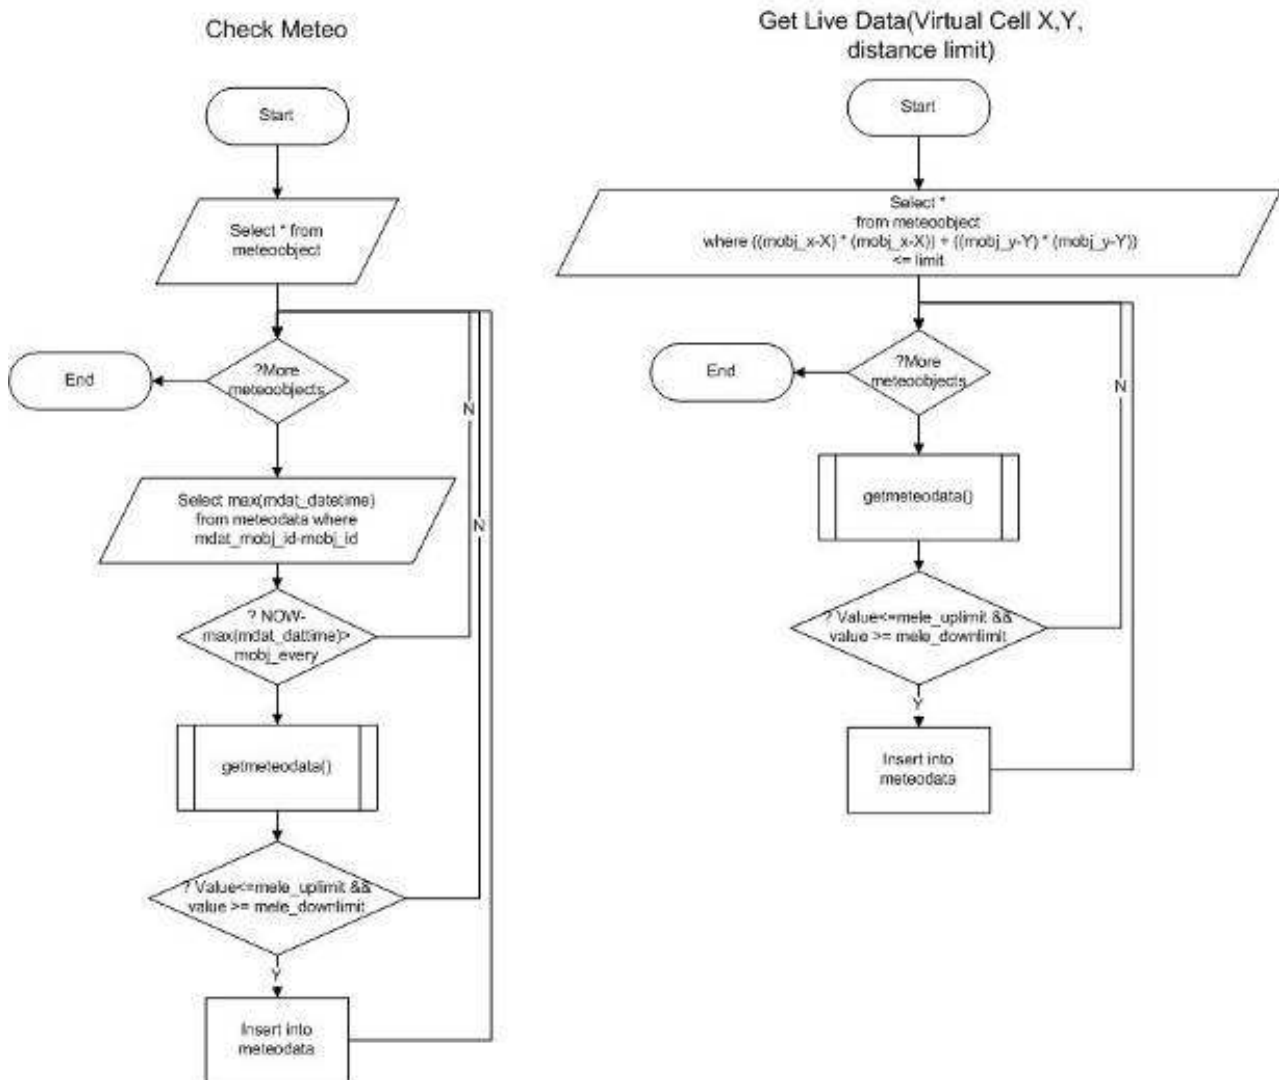 Check Meteo
Start
Select * from
meteoobject
?More
meteoobjects
End
N
N
Select max(mdat_datetime)
from meteodata where
mdat_mobj_id-mobj_id
? NOW-
max(mdat_dattime)>
mobj_every
getmeteodata()
? Value<=mele_uplimit &&
value >= mele_downlimit
Y
Insert into
meteodata
Get Live Data(Virtual Cell X,Y,
distance limit)
Start
Select *
from meteoobject
where ((mobj_x-X) * (mobj_x-X)) + ((mobj_y-Y) * (mobj_y-Y))
<= limit
?More
meteoobjects
End
N
getmeteodata()
? Value<=mele_uplimit &&
value >= mele_downlimit
Y
Insert into
meteodata